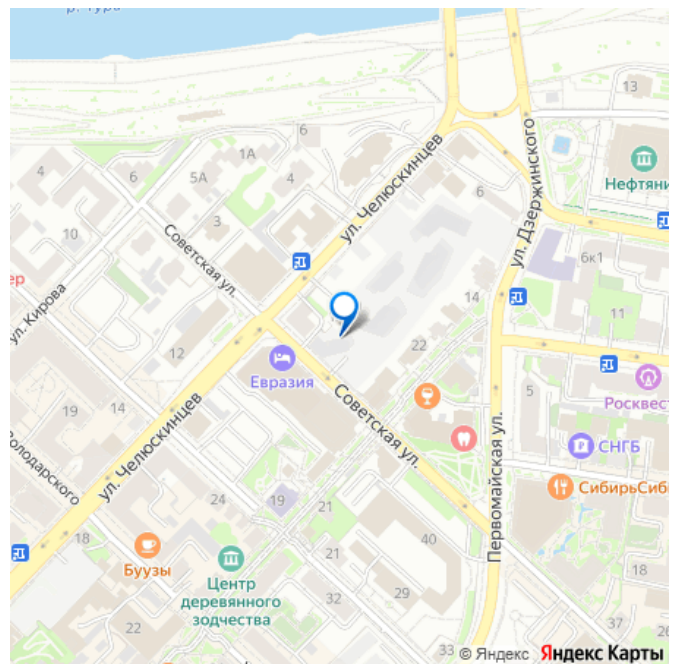 р. Тура
13
Нефтяни
6
1А
4
6
5А
4
3
ул. Челюскинцев
6
ул. Дзержинского
10
Советская ул.
6к1
ер
ул. Кирова
14
11
12
22
Евразия
5
Росквест
19
14
Советская ул.
ул. Челюскинцев
Володарского
Первомайская ул.
СНГБ
24
19
21
СибирьСиб
18
Буузы
21
40
Центр
деревянного
зодчества
32
29
18
37
22
33
26
© Яндекс Яндекс Карты